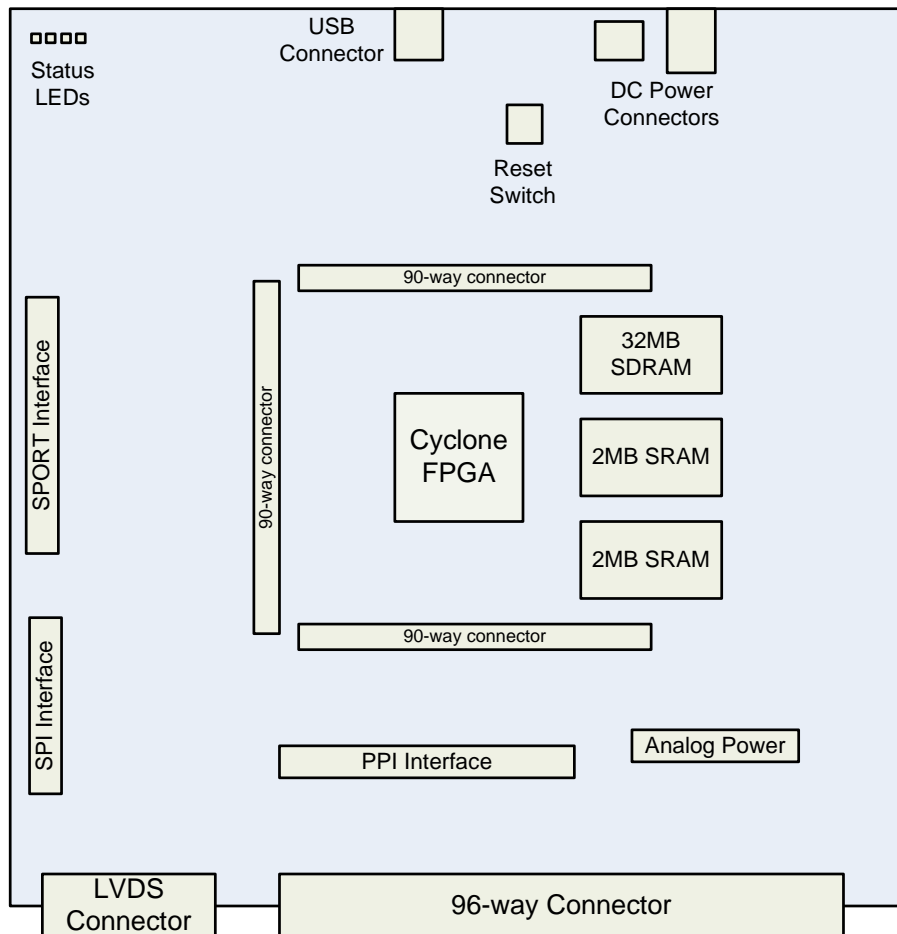 USB
Connector
Status
LEDs
DC Power
Connectors
Reset
Switch
90-way connector
32MB
SDRAM
SPORT Interface
90-way connector
Cyclone
FPGA
2MB SRAM
2MB SRAM
90-way connector
SPI Interface
PPI Interface
Analog Power
LVDS
Connector
96-way Connector